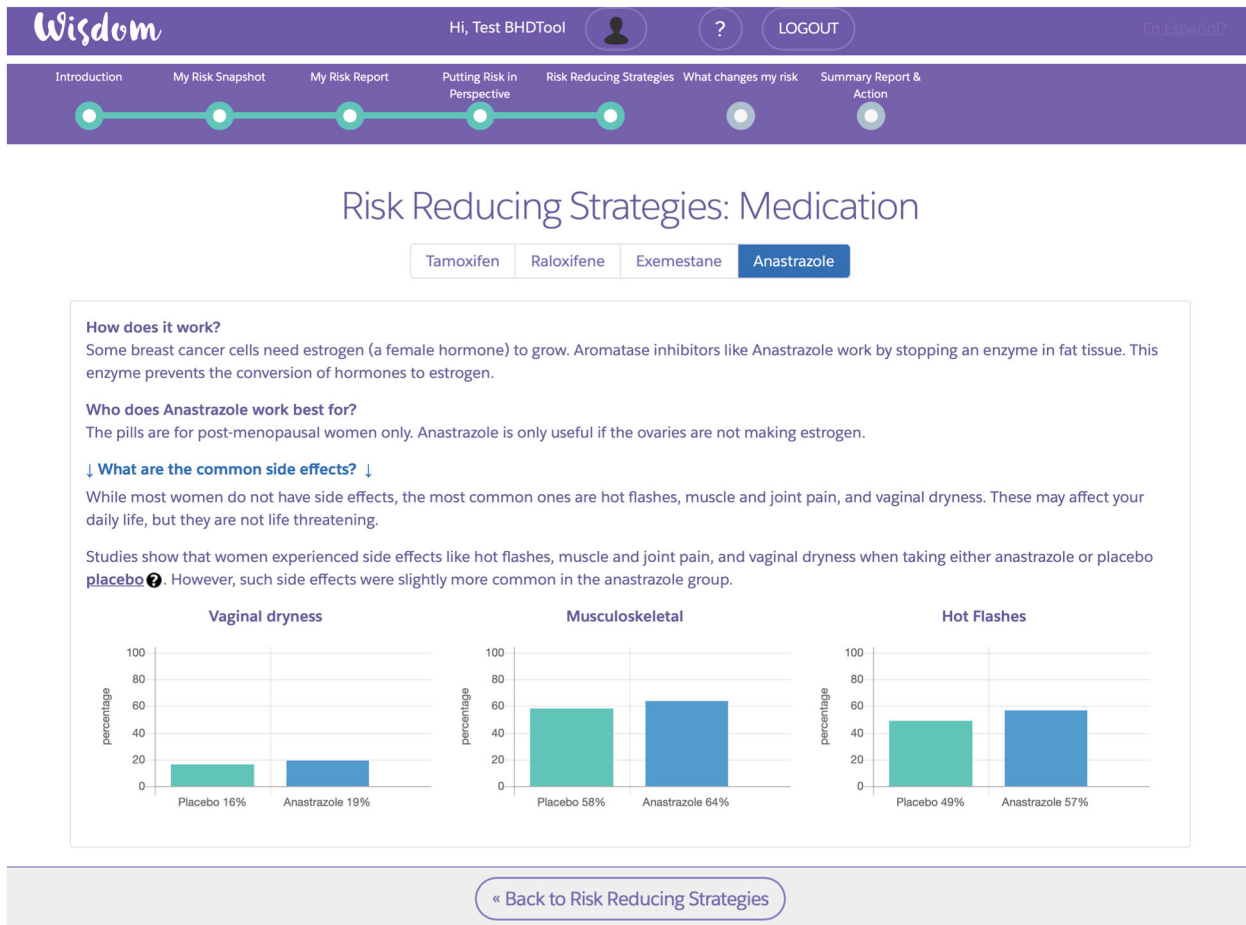 Wisdom
Hi, Test BHDTool
?
LOGOUT
En Español?
Introduction
My Risk Snapshot
My Risk Report
Putting Risk in
Perspective
Risk Reducing Strategies
What changes my risk
Summary Report &
Action
Risk Reducing Strategies: Medication
Tamoxifen
Raloxifene
Exemestane
Anastrazole
How does it work?
Some breast cancer cells need estrogen (a female hormone) to grow. Aromatase inhibitors like Anastrazole work by stopping an enzyme in fat tissue. This
enzyme prevents the conversion of hormones to estrogen.
Who does Anastrazole work best for?
The pills are for post-menopausal women only. Anastrazole is only useful if the ovaries are not making estrogen.
↓ What are the common side effects? ↓
While most women do not have side effects, the most common ones are hot flashes, muscle and joint pain, and vaginal dryness. These may affect your
daily life, but they are not life threatening.
Studies show that women experienced side effects like hot flashes, muscle and joint pain, and vaginal dryness when taking either anastrazole or placebo
placebo ?. However, such side effects were slightly more common in the anastrazole group.
Vaginal dryness
percentage
100
80
60
40
20
0
Placebo 16%
Anastrazole 19%
Musculoskeletal
percentage
100
80
60
40
20
0
Placebo 58%
Anastrazole 64%
Hot Flashes
percentage
100
80
60
40
20
0
Placebo 49%
Anastrazole 57%
« Back to Risk Reducing Strategies